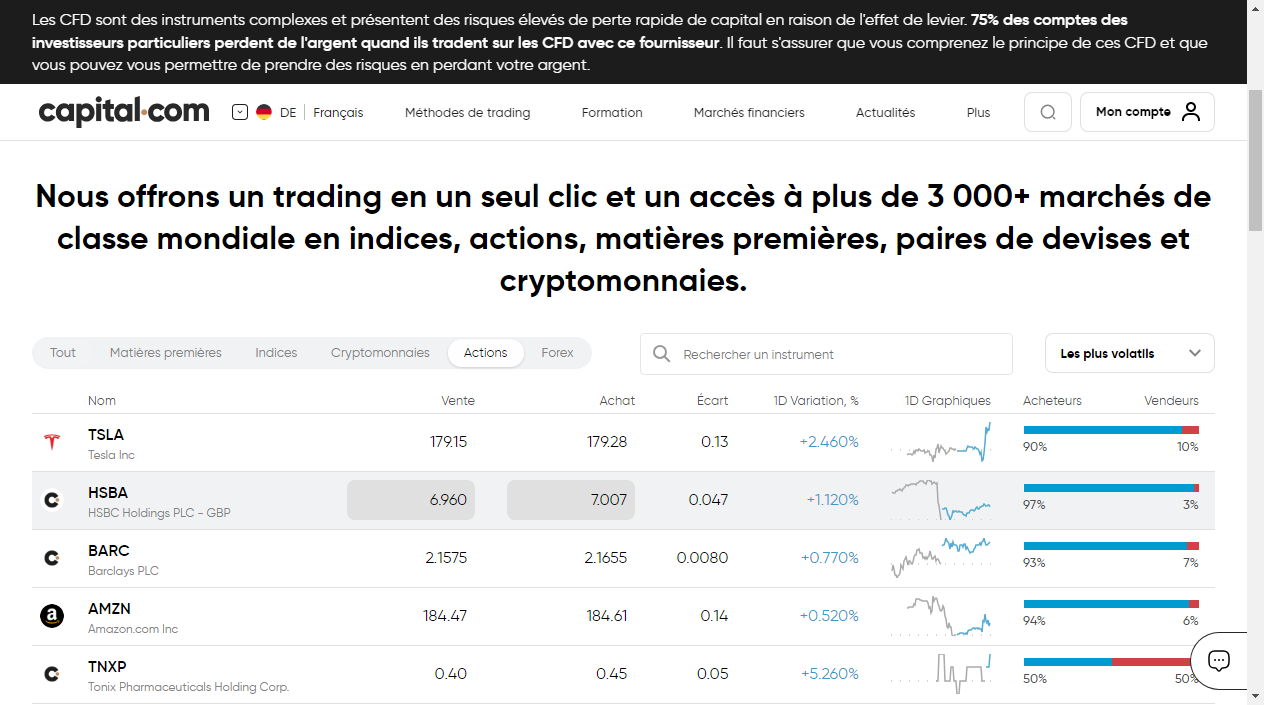 Les CFD sont des instruments complexes et présentent des risques élevés de perte rapide de capital en raison de l'effet de levier. 75% des comptes des
investisseurs particuliers perdent de l'argent quand ils tradent sur les CFD avec ce fournisseur. Il faut s'assurer que vous comprenez le principe de ces CFD et que
vous pouvez vous permettre de prendre des risques en perdant votre argent.
capital.com DE Français Méthodes de trading Formation Marchés financiers Actualités Plus Mon compte
Nous offrons un trading en un seul clic et un accès à plus de 3 000+ marchés de
classe mondiale en indices, actions, matières premières, paires de devises et
cryptomonnaies.
Tout Matières premières Indices Cryptomonnaies Actions Forex Rechercher un instrument Les plus volatils
Nom Vente Achat Écart 1D Variation, % 1D Graphiques Acheteurs Vendeurs
TSLA 179.15 179.28 0.13 +2.460% 90% 10%
Tesla Inc
HSBA 6.960 7.007 0.047 +1.120% 97% 3%
HSBC Holdings PLC - GBP
BARC 2.1575 2.1655 0.0080 +0.770% 93% 7%
Barclays PLC
AMZN 184.47 184.61 0.14 +0.520% 94% 6%
Amazon.com Inc
TNXP 0.40 0.45 0.05 +5.260% 50% 50%
Tonix Pharmaceuticals Holding Corp.